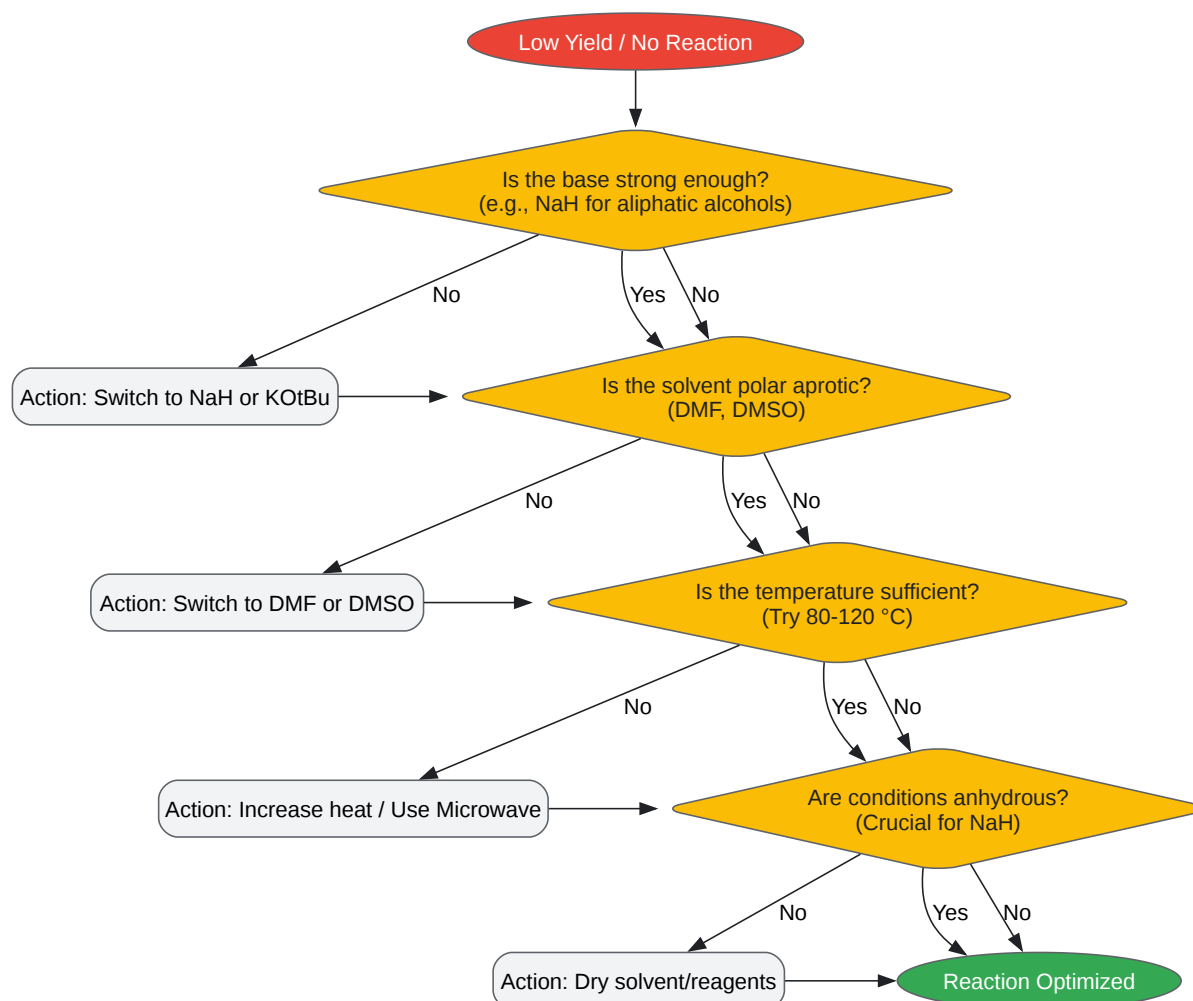 Low Yield / No Reaction
Is the base strong enough?
(e.g., NaH for aliphatic alcohols)
No
Yes
No
Action: Switch to NaH or KOtBu
Is the solvent polar aprotic?
(DMF, DMSO)
No
Yes
No
Action: Switch to DMF or DMSO
Is the temperature sufficient?
(Try 80-120 °C)
No
Yes
No
Action: Increase heat / Use Microwave
Are conditions anhydrous?
(Crucial for NaH)
No
Yes
No
Action: Dry solvent/reagents
Reaction Optimized